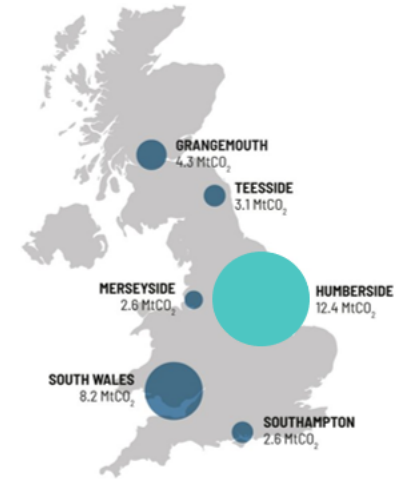 GRANGEMOUTH
4.3 MtCO₂
TEESSIDE
3.1 MtCO₂
MERSEYSIDE
2.6 MtCO₂
HUMBERSIDE
12.4 MtCO₂
SOUTH WALES
8.2 MtCO₂
SOUTHAMPTON
2.6 MtCO₂